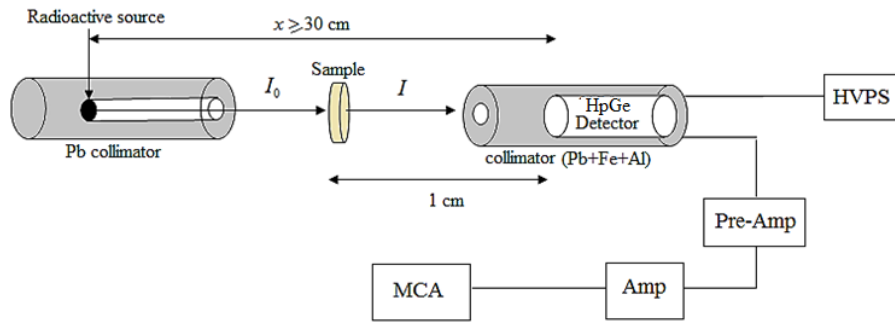 Radioactive source
x ≥ 30 cm
Sample
I₀
I
HpGe
Detector
HVPS
Pb collimator
collimator (Pb+Fe+Al)
1 cm
Pre-Amp
MCA
Amp